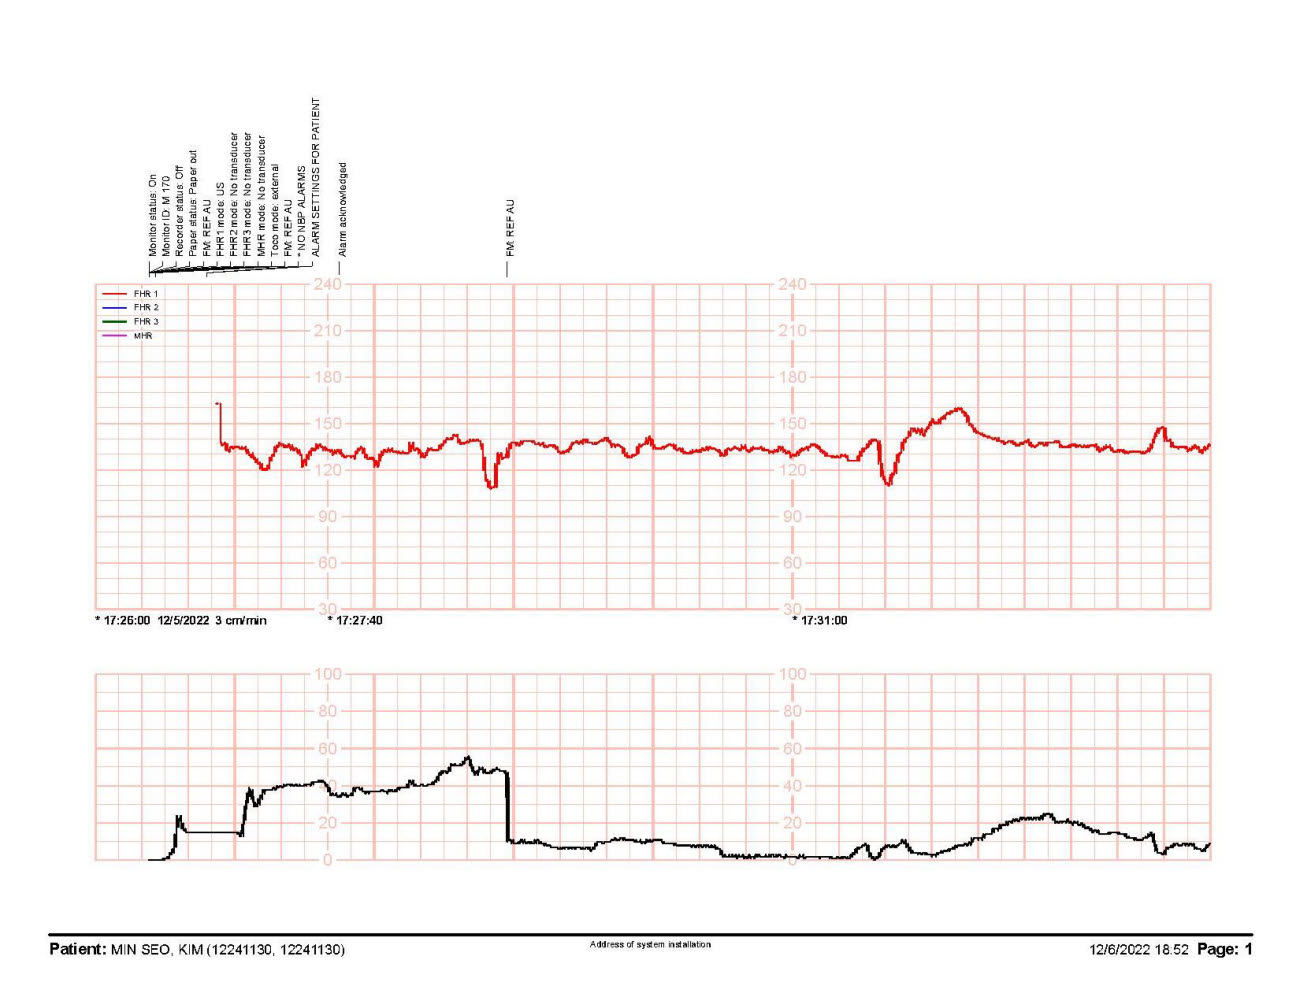 Monitor status: On
Monitor ID: M 170
Recorder status: Off
Paper status: Paper out
FM: REF AU
FHR1 mode: US
FHR2 mode: No transducer
FHR3 mode: No transducer
MHR mode: No transducer
Toco mode: external
FM: REF AU
* NO NBP ALARMS
ALARM SETTINGS FOR PATIENT
Alarm acknowledged
FM: REF AU
240 240
FHR 1
FHR 2
FHR 3
MHR
210 210
180 180
150 150
120 120
90 90
60 60
30 30
* 17:26:00 12/5/2022 3 cm/min * 17:27:40 * 17:31:00
100 100
80 80
60 60
40 40
20 20
0 0
Patient: MIN SEO, KIM (12241130, 12241130) Address of system installation 12/6/2022 18:52 Page: 1